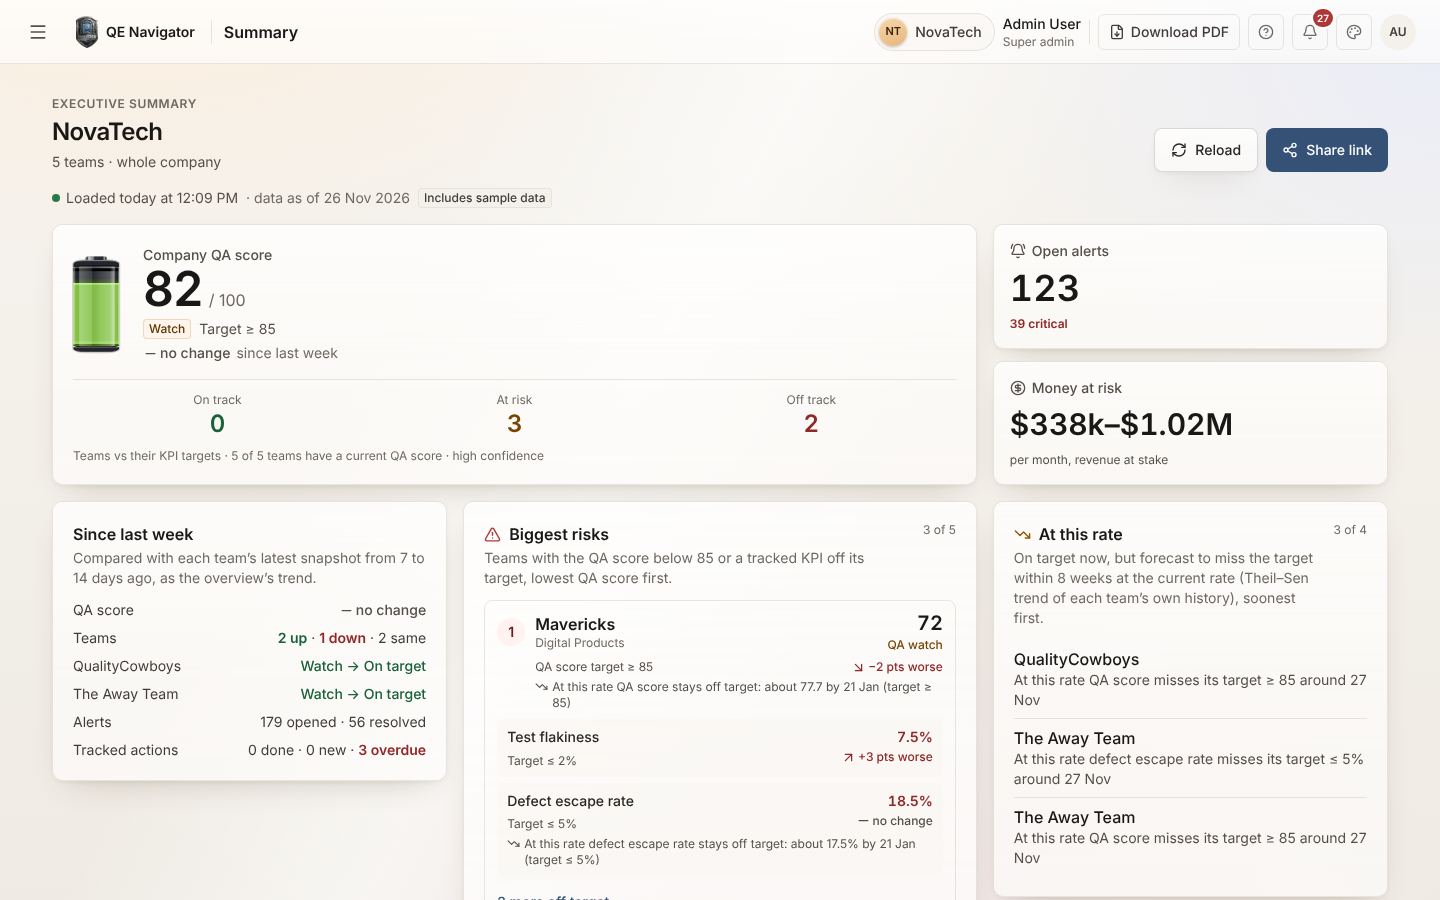 QE Navigator
Summary
NT
NovaTech
Admin User
Super admin
Download PDF
27
AU
EXECUTIVE SUMMARY
NovaTech
5 teams · whole company
Loaded today at 12:09 PM · data as of 26 Nov 2026
Includes sample data
Reload
Share link
Company QA score
82 / 100
Watch
Target ≥ 85
— no change since last week
On track
0
At risk
3
Off track
2
Teams vs their KPI targets · 5 of 5 teams have a current QA score · high confidence
Open alerts
123
39 critical
Money at risk
$338k–$1.02M
per month, revenue at stake
Since last week
Compared with each team’s latest snapshot from 7 to
14 days ago, as the overview’s trend.
QA score — no change
Teams 2 up · 1 down · 2 same
QualityCowboys Watch → On target
The Away Team Watch → On target
Alerts 179 opened · 56 resolved
Tracked actions 0 done · 0 new · 3 overdue
Biggest risks
3 of 5
Teams with the QA score below 85 or a tracked KPI off its
target, lowest QA score first.
1
Mavericks
72
Digital Products
QA watch
QA score target ≥ 85
↘ −2 pts worse
At this rate QA score stays off target: about 77.7 by 21 Jan (target ≥
85)
Test flakiness
7.5%
Target ≤ 2%
↗ +3 pts worse
Defect escape rate
18.5%
Target ≤ 5%
— no change
At this rate defect escape rate stays off target: about 17.5% by 21 Jan
(target ≤ 5%)
At this rate
3 of 4
On target now, but forecast to miss the target
within 8 weeks at the current rate (Theil–Sen
trend of each team’s own history), soonest
first.
QualityCowboys
At this rate QA score misses its target ≥ 85 around 27
Nov
The Away Team
At this rate defect escape rate misses its target ≤ 5%
around 27 Nov
The Away Team
At this rate QA score misses its target ≥ 85 around 27
Nov